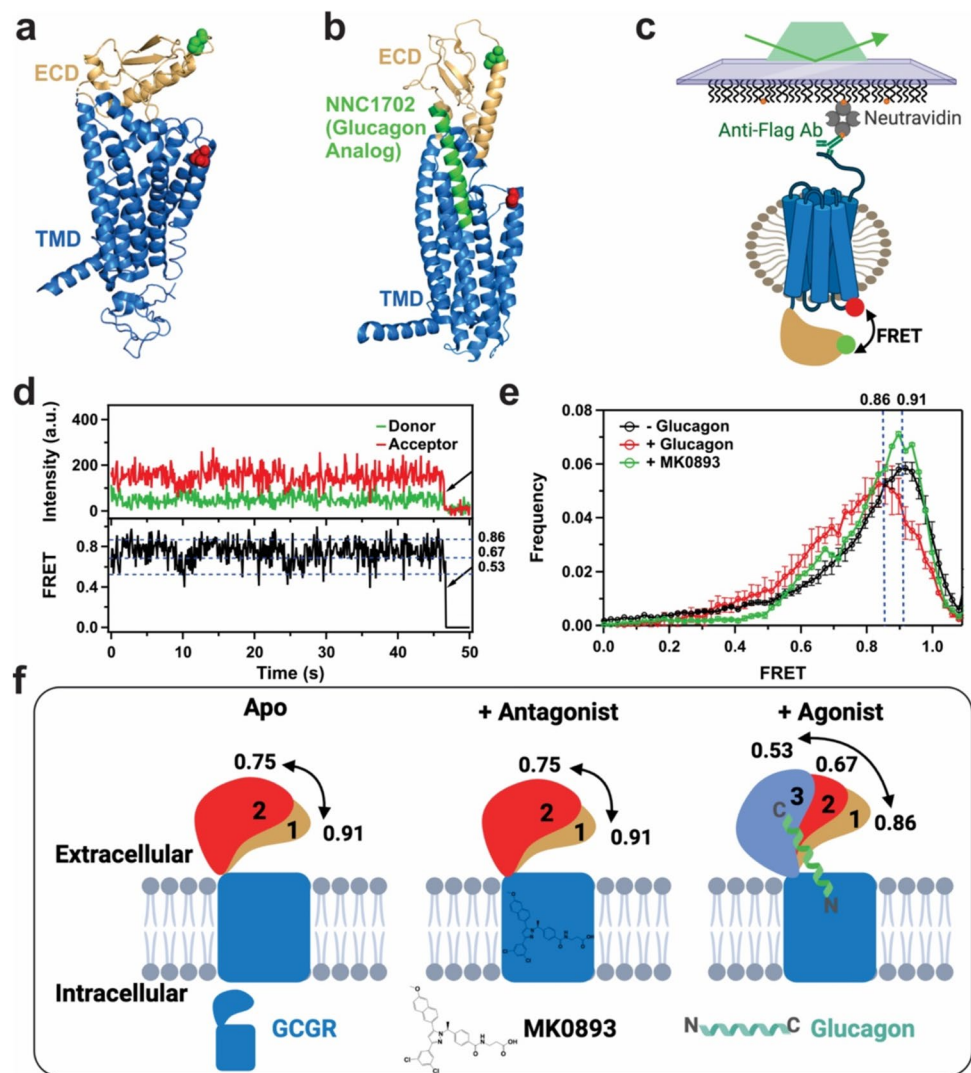 a
b
c
ECD
TMD
ECD
NNC1702
(Glucagon
Analog)
TMD
Neutravidin
Anti-Flag Ab
FRET
d
Intensity (a.u.)
400
200
0
Donor
Acceptor
FRET
0.8
0.4
0.0
0.86
0.67
0.53
0 10 20 30 40 50
Time (s)
e
0.86 0.91
Frequency
0.08
0.06
0.04
0.02
0.00
- Glucagon
+ Glucagon
+ MK0893
0.0 0.2 0.4 0.6 0.8 1.0
FRET
f
Apo
+ Antagonist
+ Agonist
0.75
2
1
0.91
0.75
2
1
0.91
0.53
0.67
C
3
2
1
0.86
N
Extracellular
Intracellular
GCGR
MK0893
N
C
Glucagon